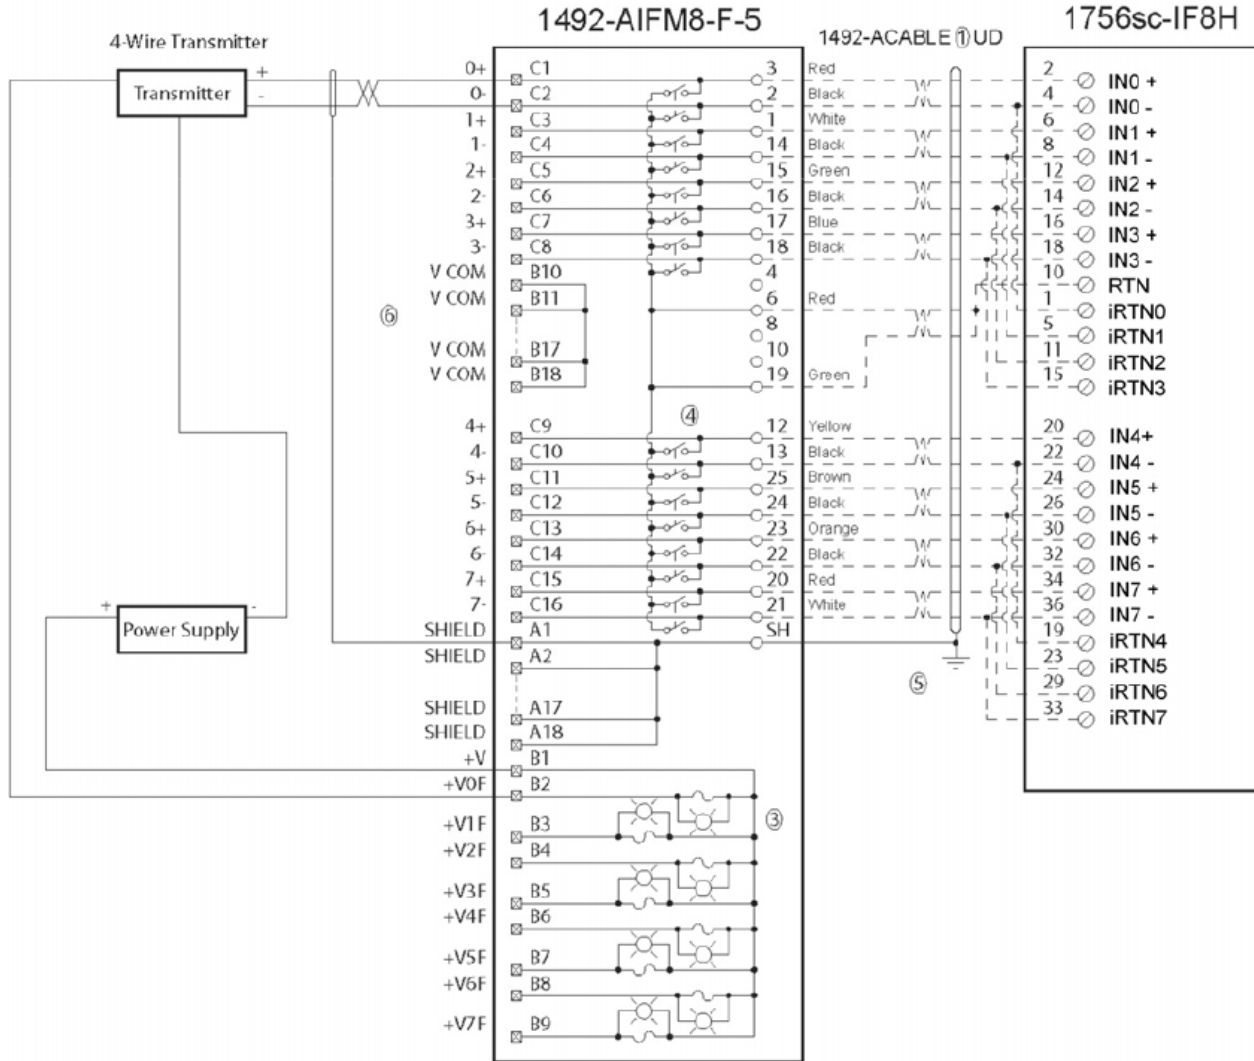 1492-AIFM8-F-5
1756sc-IF8H
1492-ACABLE ① UD
4-Wire Transmitter
Transmitter
+
-
Power Supply
+
-
0+ C1 3 Red 2 IN0 +
0- C2 2 Black 4 IN0 -
1+ C3 1 White 6 IN1 +
1- C4 14 Black 8 IN1 -
2+ C5 15 Green 12 IN2 +
2- C6 16 Black 14 IN2 -
3+ C7 17 Blue 16 IN3 +
3- C8 18 Black 18 IN3 -
V COM B10 4 10 RTN
V COM B11 6 Red 1 iRTN0
⑥
8 5 iRTN1
V COM B17 10 11 iRTN2
V COM B18 19 Green 15 iRTN3
④
4+ C9 12 Yellow 20 IN4+
4- C10 13 Black 22 IN4 -
5+ C11 25 Brown 24 IN5 +
5- C12 24 Black 26 IN5 -
6+ C13 23 Orange 30 IN6 +
6- C14 22 Black 32 IN6 -
7+ C15 20 Red 34 IN7 +
7- C16 21 White 36 IN7 -
SHIELD A1 SH 19 iRTN4
SHIELD A2 23 iRTN5
⑤
29 iRTN6
SHIELD A17 33 iRTN7
SHIELD A18
+V B1
+V0F B2
③
+V1F B3
+V2F B4
+V3F B5
+V4F B6
+V5F B7
+V6F B8
+V7F B9